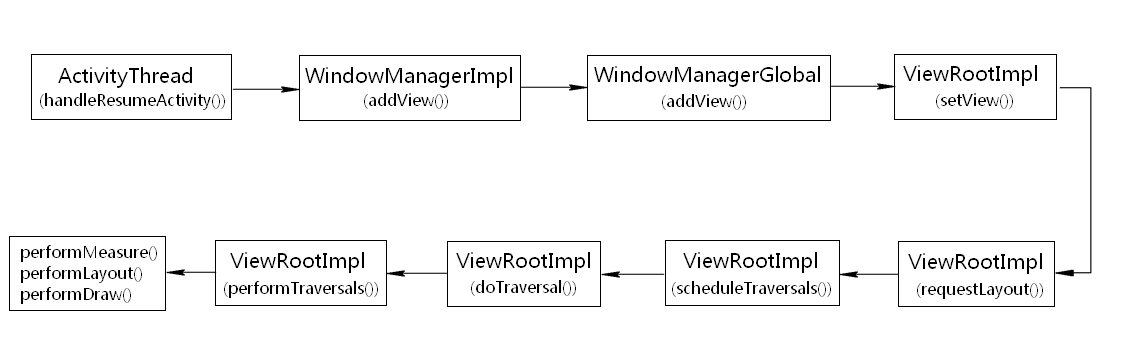 ActivityThread
(handleResumeActivity())
WindowManagerImpl
(addView())
WindowManagerGlobal
(addView())
ViewRootImpl
(setView())
ViewRootImpl
(requestLayout())
ViewRootImpl
(scheduleTraversals())
ViewRootImpl
(doTraversal())
ViewRootImpl
(performTraversals())
performMeasure()
performLayout()
performDraw()